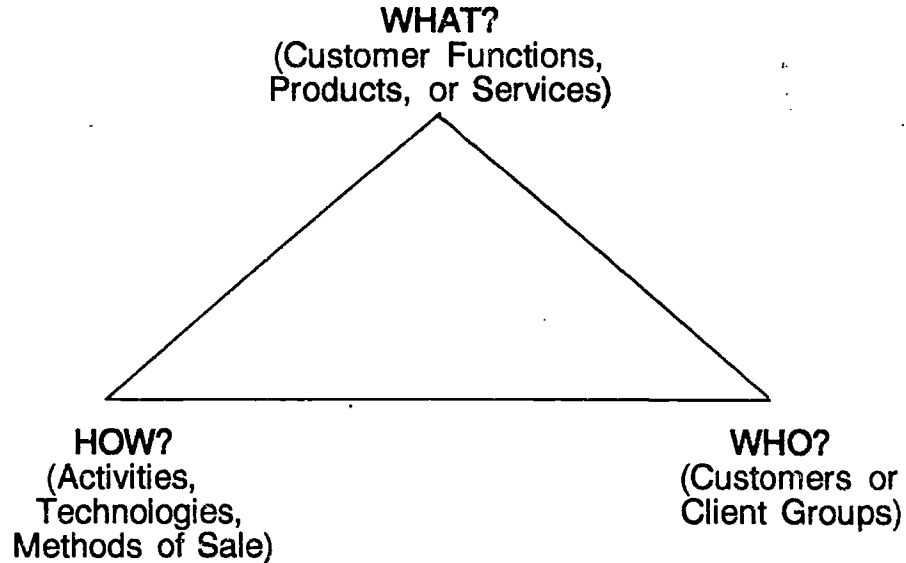 WHAT?
(Customer Functions,
Products, or Services)
HOW?
(Activities,
Technologies,
Methods of Sale)
WHO?
(Customers or
Client Groups)